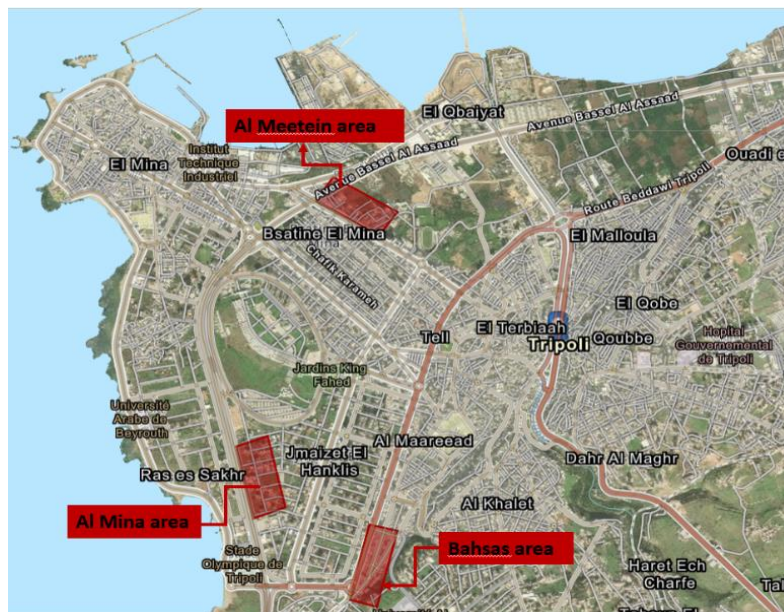 Al Meetein area
El Qbaiyat
Avenue Bassel Al Assaad
Ouadi e
Institut
Technique
Industriel
El Mina
Avenue Bassel Al Assaad
Route Beddawi Tripoli
Bsatine El Mina
El Malloula
Chafik Karameh
El Qobe
Tell
El Terbiaah
Qoubbe
Tripoli
Hopital
Gouvernemental
de Tripoli
Jardins King
Fahed
Université
Arabe de
Beyrouth
Al Maareead
Jmaizet El
Hanklis
Dahr Al Maghr
Ras es Sakhr
Al Khalet
Al Mina area
Stade
Olympique de
Tripoli
Bahsas area
Haret Ech
Charfe
Tal